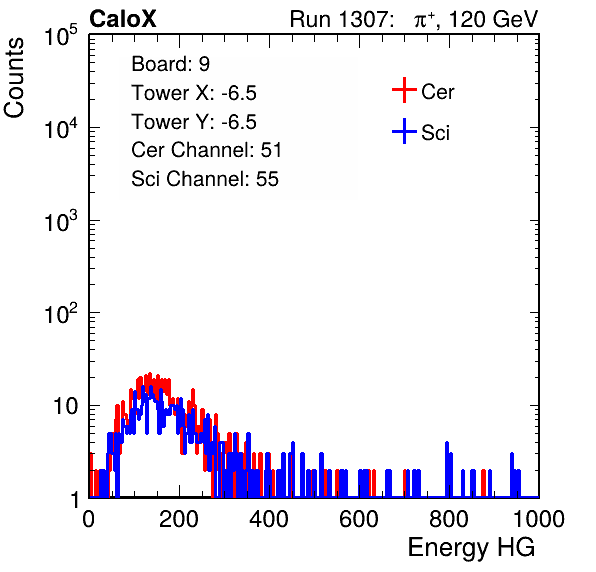 CaloX Run 1307: π⁺, 120 GeV
Counts
10⁵
10⁴
10³
10²
10
1
Board: 9
Tower X: -6.5
Tower Y: -6.5
Cer Channel: 51
Sci Channel: 55
Cer
Sci
0 200 400 600 800 1000
Energy HG